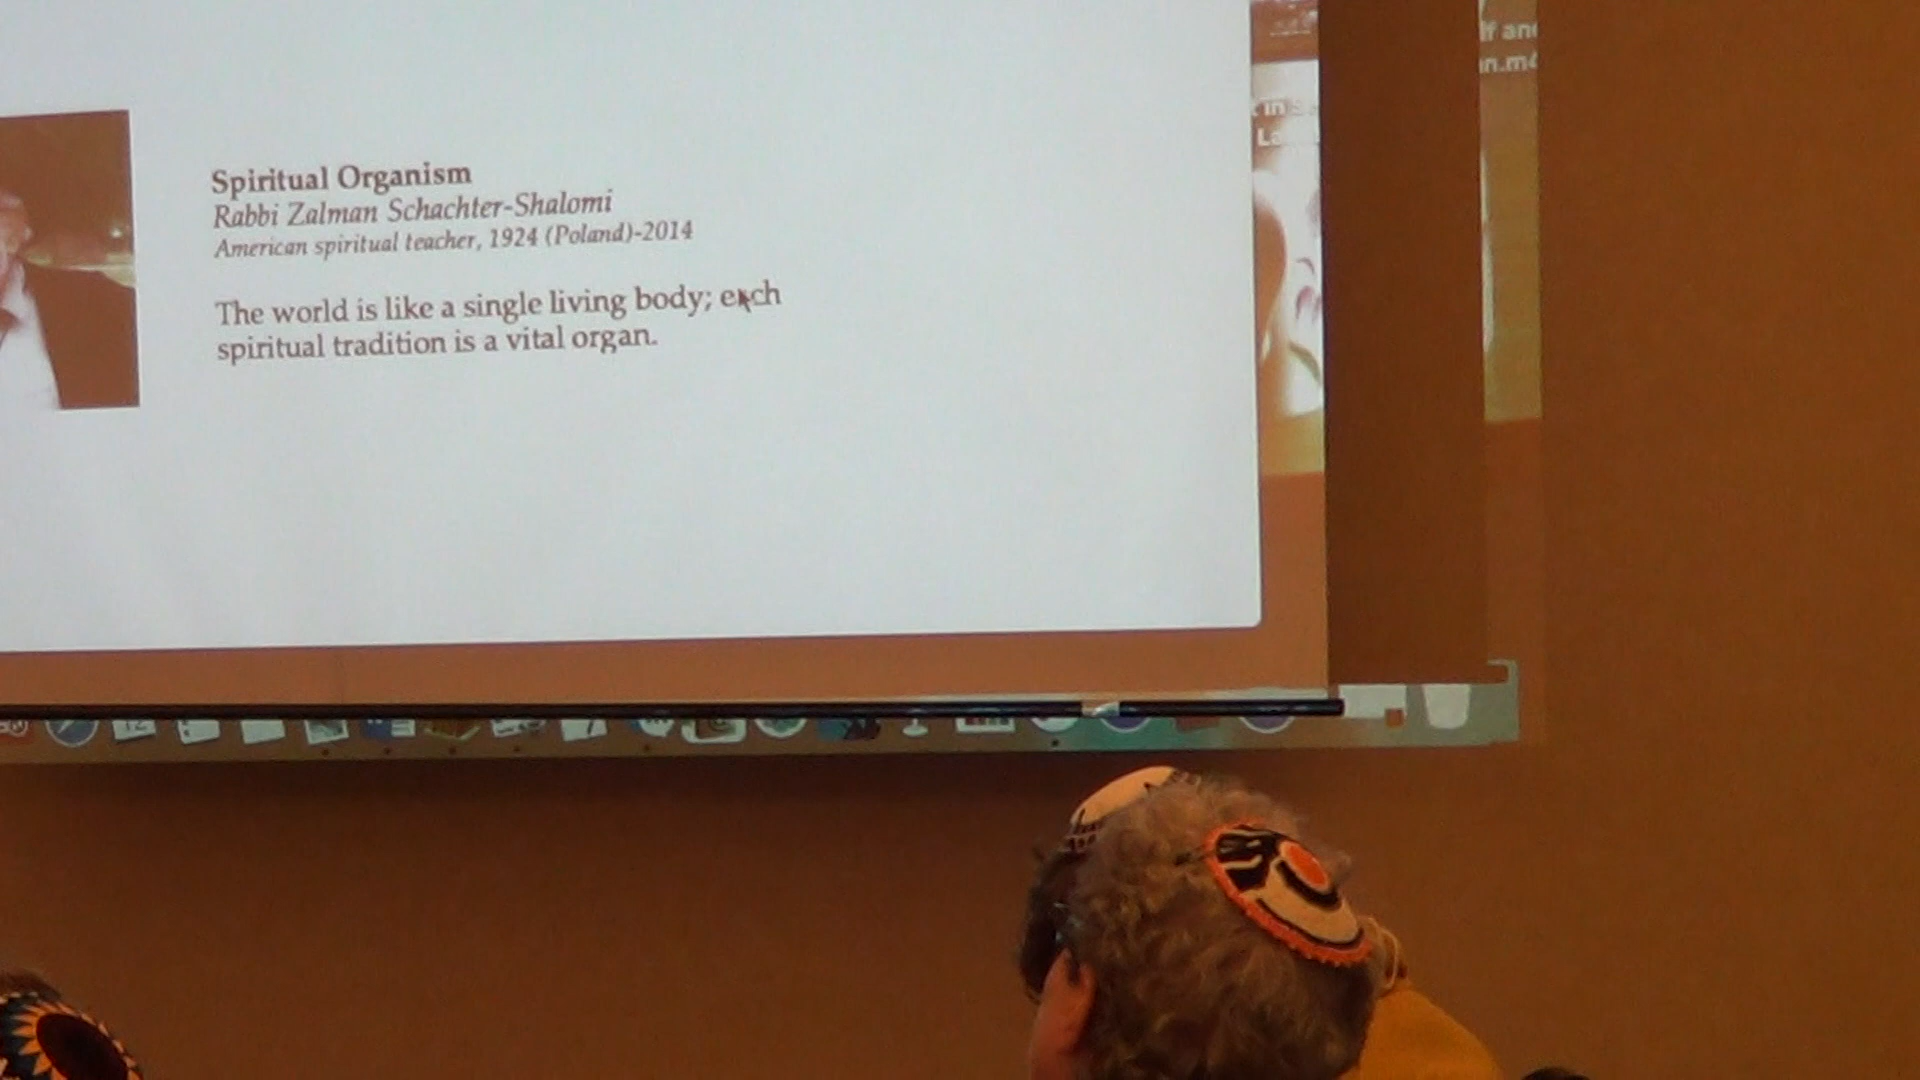 Spiritual Organism
Rabbi Zalman Schachter-Shalomi
American spiritual teacher, 1924 (Poland)-2014
The world is like a single living body; each
spiritual tradition is a vital organ.